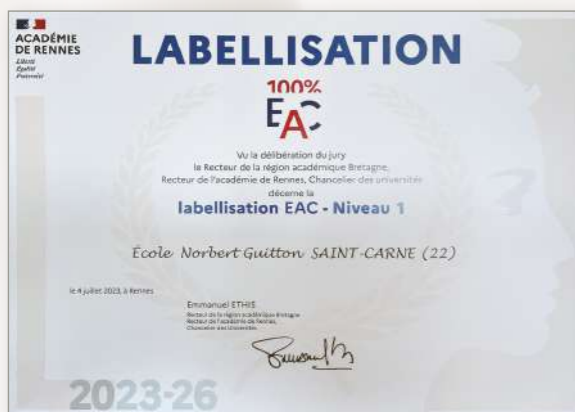 ACADÉMIE
DE RENNES
Liberté
Égalité
Fraternité
LABELLISATION
100%
EAC
Vu la délibération du jury
le Recteur de la région académique Bretagne,
Recteur de l'académie de Rennes, Chancelier des universités
décerne la
labellisation EAC - Niveau 1
École Norbert Guitton SAINT-CARNE (22)
le 4 juillet 2023, à Rennes
Emmanuel ETHIS
Recteur de la région académique Bretagne
Recteur de l'académie de Rennes,
Chancelier des Universités
2023-26